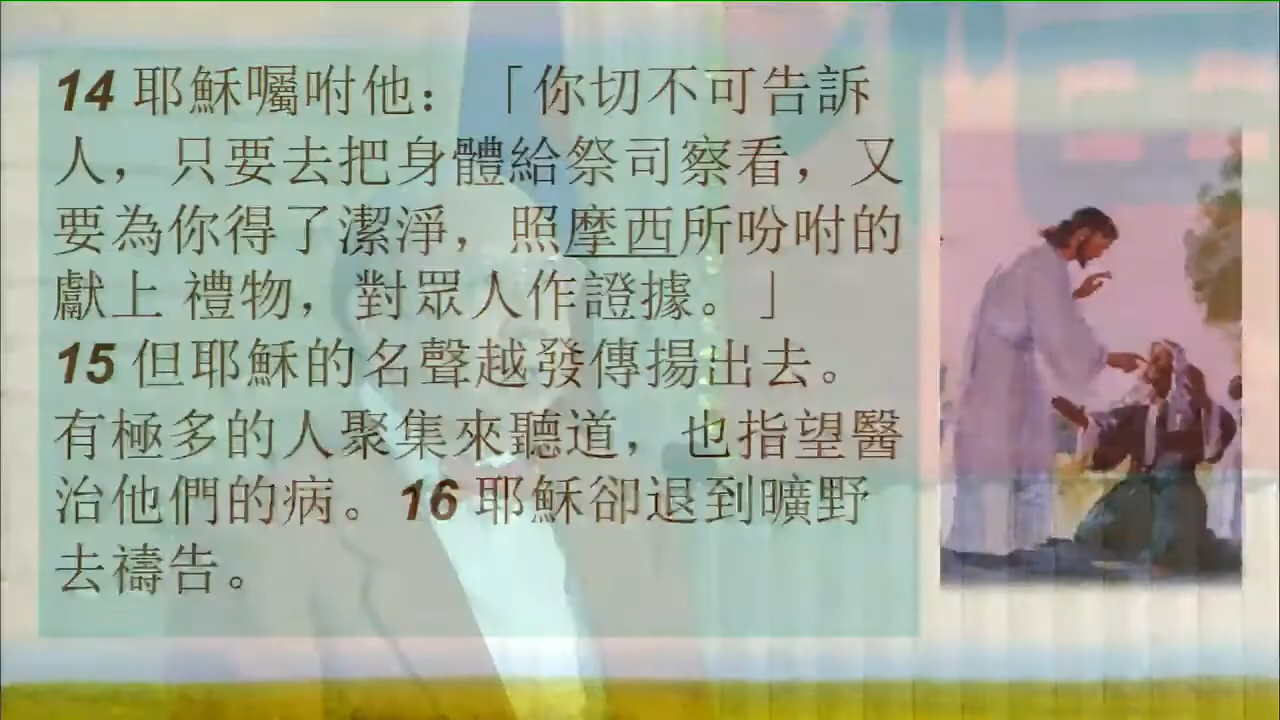 14 耶穌囑咐他：「你切不可告訴
人，只要去把身體給祭司察看，又
要為你得了潔淨，照摩西所吩咐的
獻上 禮物，對眾人作證據。」
15 但耶穌的名聲越發傳揚出去。
有極多的人聚集來聽道，也指望醫
治他們的病。16 耶穌卻退到曠野
去禱告。